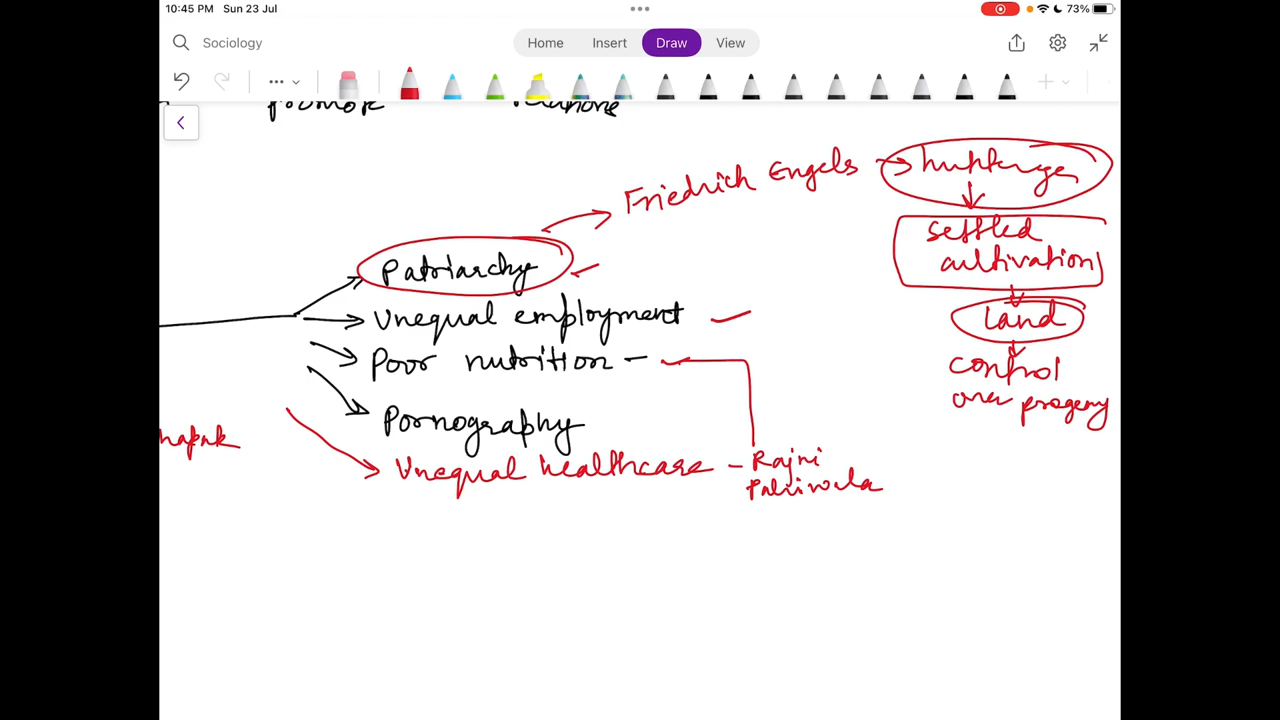 10:45 PM Sun 23 Jul
73%
Sociology
Home Insert Draw View
Friedrich Engels
settled
cultivation
land
control
over progeny
Patriarchy
Unequal employment
Poor nutrition -
Pornography
Unequal healthcare - Rajni
Palriwala